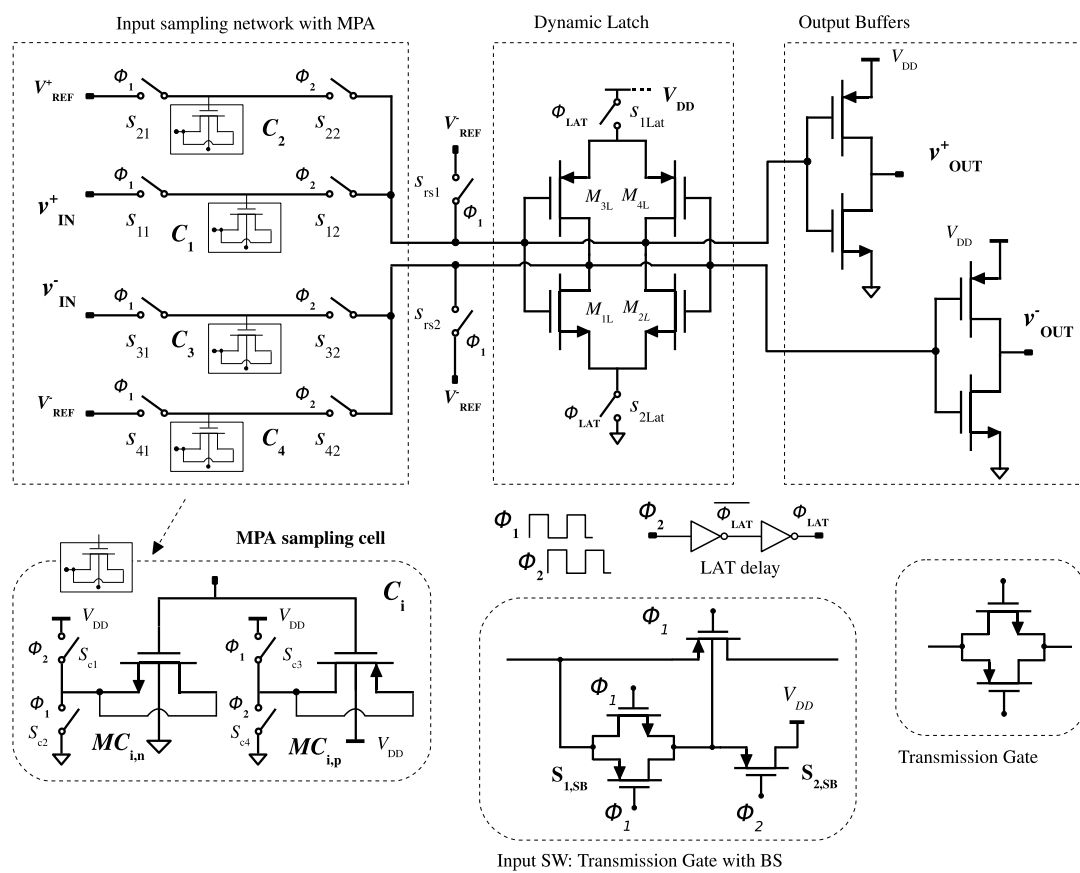 Input sampling network with MPA
Dynamic Latch
Output Buffers
V⁺REF
Φ1
S21
C2
Φ2
S22
v⁺IN
Φ1
S11
C1
Φ2
S12
v⁻IN
Φ1
S31
C3
Φ2
S32
V⁻REF
Φ1
S41
C4
Φ2
S42
V⁻REF
Srs1
Φ1
Srs2
Φ1
V⁻REF
ΦLAT
S1Lat
VDD
M3L
M4L
M1L
M2L
ΦLAT
S2Lat
VDD
v⁺OUT
VDD
v⁻OUT
MPA sampling cell
Ci
VDD
Φ2
Sc1
Φ1
Sc2
MCi,n
VDD
Φ1
Sc3
Φ2
Sc4
MCi,p
VDD
Φ1
Φ2
Φ2
Φ̅LAT
ΦLAT
LAT delay
Φ1
Φ1
VDD
S1,SB
S2,SB
Φ1
Φ2
Input SW: Transmission Gate with BS
Transmission Gate